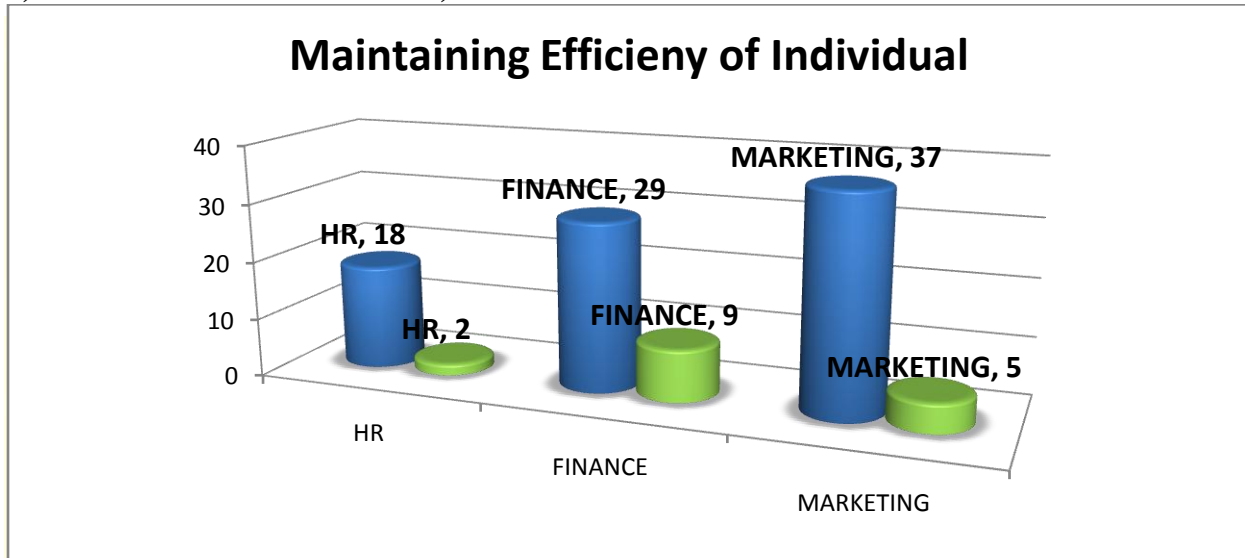 Maintaining Efficieny of Individual
40
30
20
10
0
MARKETING, 37
FINANCE, 29
HR, 18
FINANCE, 9
HR, 2
MARKETING, 5
HR
FINANCE
MARKETING